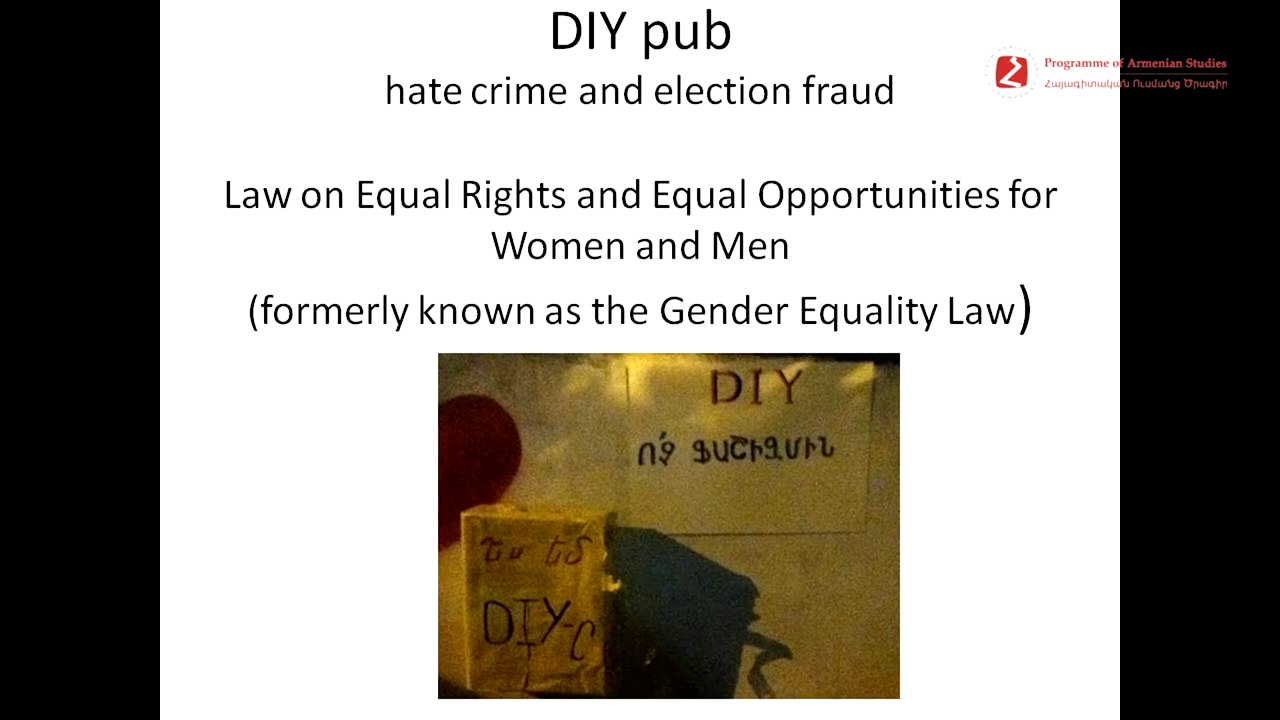 DIY pub
hate crime and election fraud
Programme of Armenian Studies
Հայագիտական Ուսմանց Ծրագիր
Law on Equal Rights and Equal Opportunities for
Women and Men
(formerly known as the Gender Equality Law)
DIY
ՈՉ ՖԱՇԻԶՄԻՆ
ԵՄ
DIY-Ը